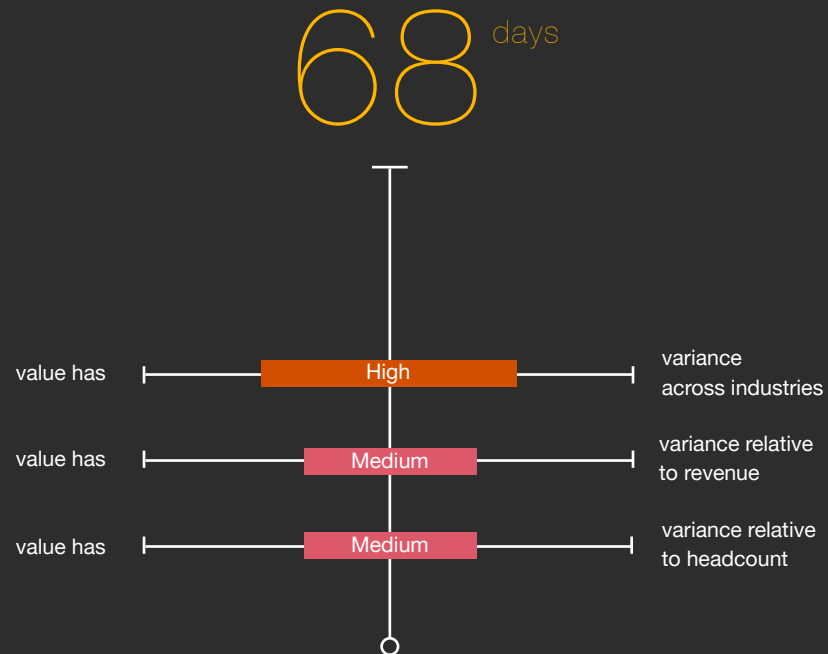 68 days
value has High variance
across industries
value has Medium variance relative
to revenue
value has Medium variance relative
to headcount